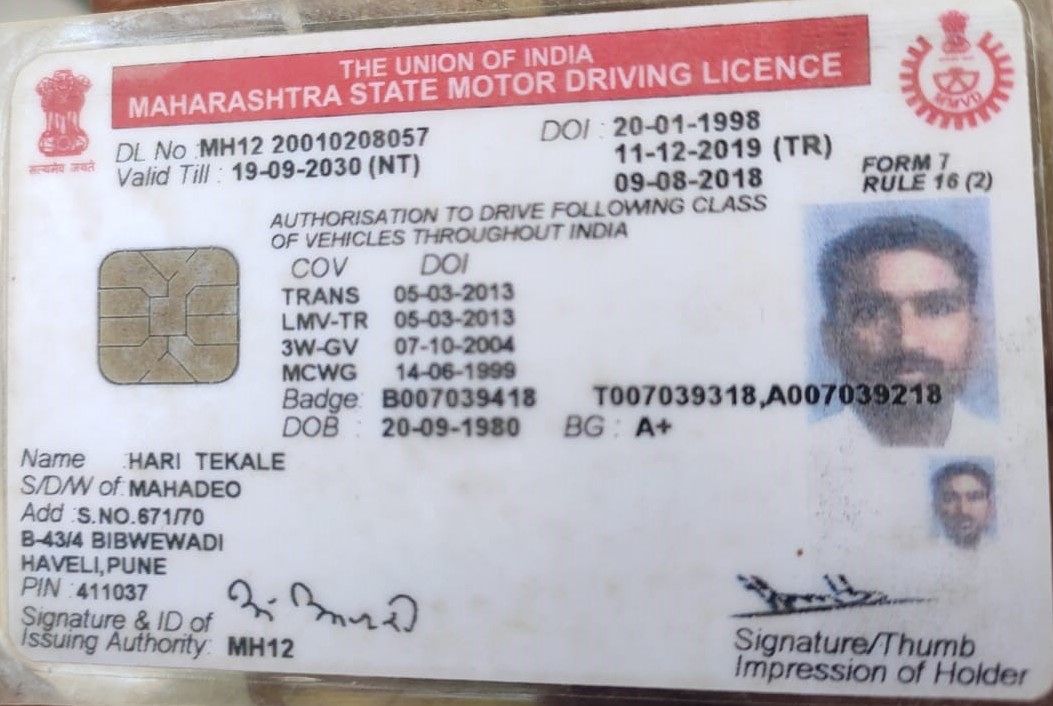 THE UNION OF INDIA
MAHARASHTRA STATE MOTOR DRIVING LICENCE
सत्यमेव जयते
MMVD
DL No : MH12 20010208057 DOI : 20-01-1998
Valid Till : 19-09-2030 (NT) 11-12-2019 (TR)
09-08-2018
FORM 7
RULE 16 (2)
AUTHORISATION TO DRIVE FOLLOWING CLASS
OF VEHICLES THROUGHOUT INDIA
COV DOI
TRANS 05-03-2013
LMV-TR 05-03-2013
3W-GV 07-10-2004
MCWG 14-06-1999
Badge: B007039418 T007039318,A007039218
DOB : 20-09-1980 BG : A+
Name : HARI TEKALE
S/D/W of: MAHADEO
Add : S.NO.671/70
B-43/4 BIBWEWADI
HAVELI,PUNE
PIN : 411037
Signature & ID of
Issuing Authority: MH12
Signature/Thumb
Impression of Holder